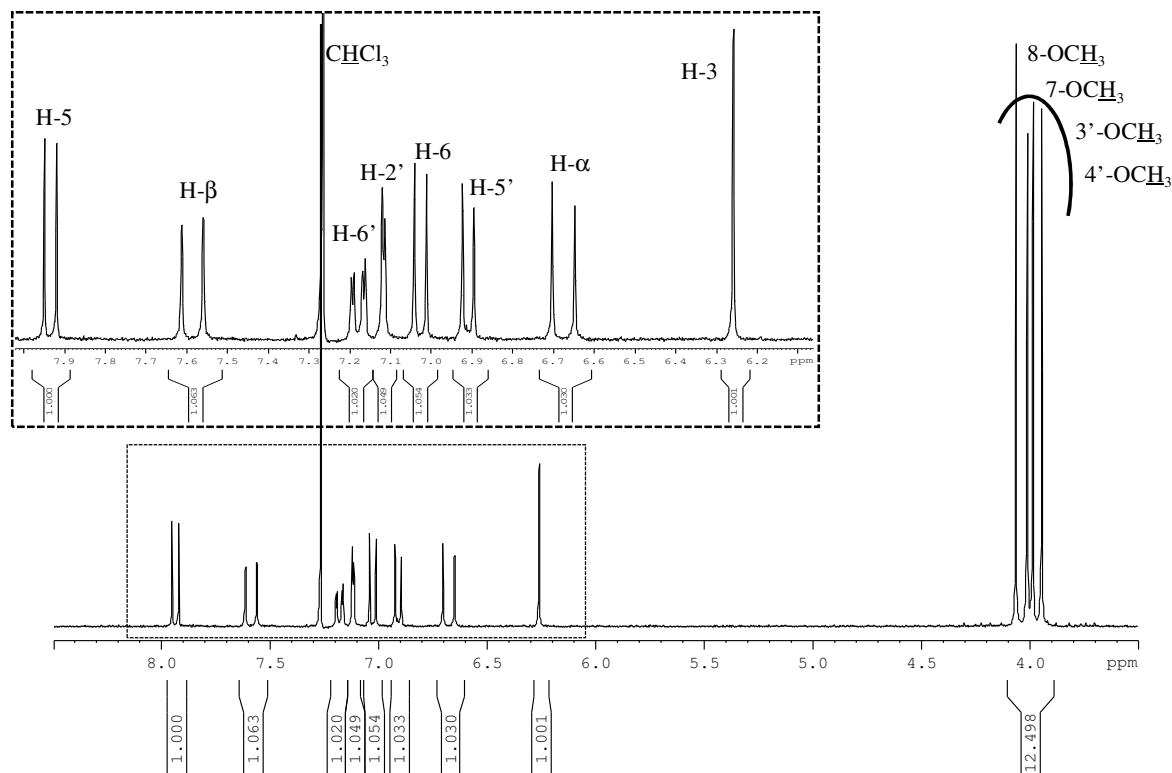 CHCl₃
8-OCH₃
H-3
7-OCH₃
H-5
3'-OCH₃
H-6
H-2'
H-α
4'-OCH₃
H-β
H-5'
H-6'
7.9 7.8 7.7 7.6 7.5 7.4 7.3 7.2 7.1 7.0 6.9 6.8 6.7 6.6 6.5 6.4 6.3 6.2 ppm
1.000 1.063 1.020 1.049 1.054 1.033 1.030 1.001
8.0 7.5 7.0 6.5 6.0 5.5 5.0 4.5 4.0 ppm
1.000 1.063 1.020 1.049 1.054 1.033 1.030 1.001 12.498